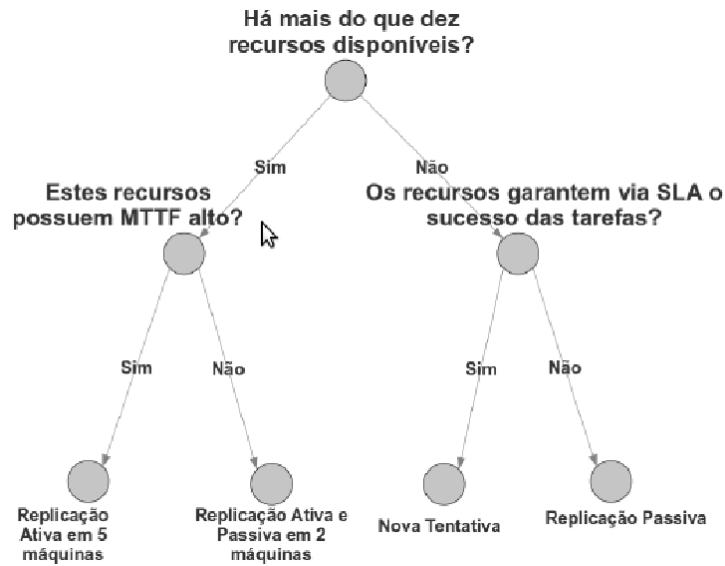 Há mais do que dez
recursos disponíveis?
Sim
Não
Estes recursos
possuem MTTF alto?
Os recursos garantem via SLA o
sucesso das tarefas?
Sim
Não
Sim
Não
Replicação
Ativa em 5
máquinas
Replicação Ativa e
Passiva em 2
máquinas
Nova Tentativa
Replicação Passiva